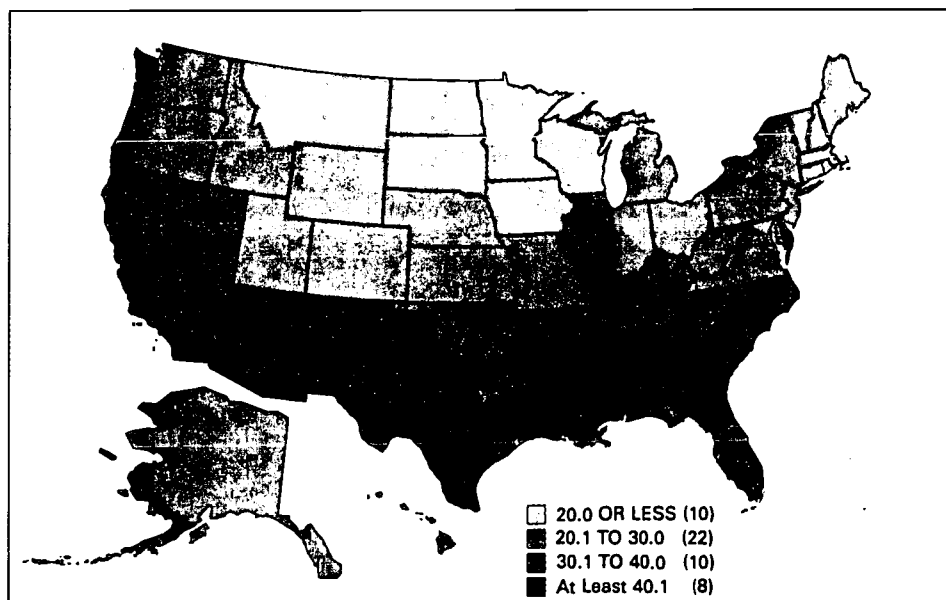 20.0 OR LESS (10)
20.1 TO 30.0 (22)
30.1 TO 40.0 (10)
At Least 40.1 (8)